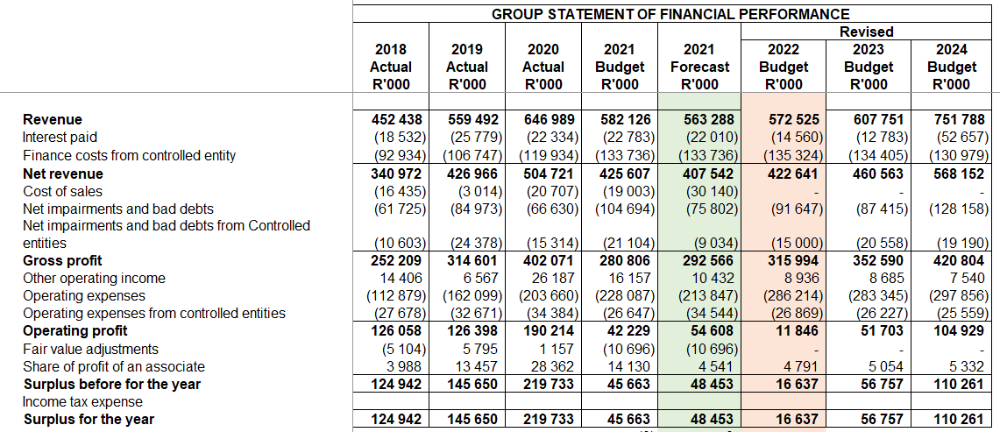 GROUP STATEMENT OF FINANCIAL PERFORMANCE
Revised
2018 2019 2020 2021 2021 2022 2023 2024
Actual Actual Actual Budget Forecast Budget Budget Budget
R'000 R'000 R'000 R'000 R'000 R'000 R'000 R'000
Revenue 452 438 559 492 646 989 582 126 563 288 572 525 607 751 751 788
Interest paid (18 532) (25 779) (22 334) (22 783) (22 010) (14 560) (12 783) (52 657)
Finance costs from controlled entity (92 934) (106 747) (119 934) (133 736) (133 736) (135 324) (134 405) (130 979)
Net revenue 340 972 426 966 504 721 425 607 407 542 422 641 460 563 568 152
Cost of sales (16 435) (3 014) (20 707) (19 003) (30 140) - - -
Net impairments and bad debts (61 725) (84 973) (66 630) (104 694) (75 802) (91 647) (87 415) (128 158)
Net impairments and bad debts from Controlled
entities (10 603) (24 378) (15 314) (21 104) (9 034) (15 000) (20 558) (19 190)
Gross profit 252 209 314 601 402 071 280 806 292 566 315 994 352 590 420 804
Other operating income 14 406 6 567 26 187 16 157 10 432 8 936 8 685 7 540
Operating expenses (112 879) (162 099) (203 660) (228 087) (213 847) (286 214) (283 345) (297 856)
Operating expenses from controlled entities (27 678) (32 671) (34 384) (26 647) (34 544) (26 869) (26 227) (25 559)
Operating profit 126 058 126 398 190 214 42 229 54 608 11 846 51 703 104 929
Fair value adjustments (5 104) 5 795 1 157 (10 696) (10 696) - - -
Share of profit of an associate 3 988 13 457 28 362 14 130 4 541 4 791 5 054 5 332
Surplus before for the year 124 942 145 650 219 733 45 663 48 453 16 637 56 757 110 261
Income tax expense
Surplus for the year 124 942 145 650 219 733 45 663 48 453 16 637 56 757 110 261